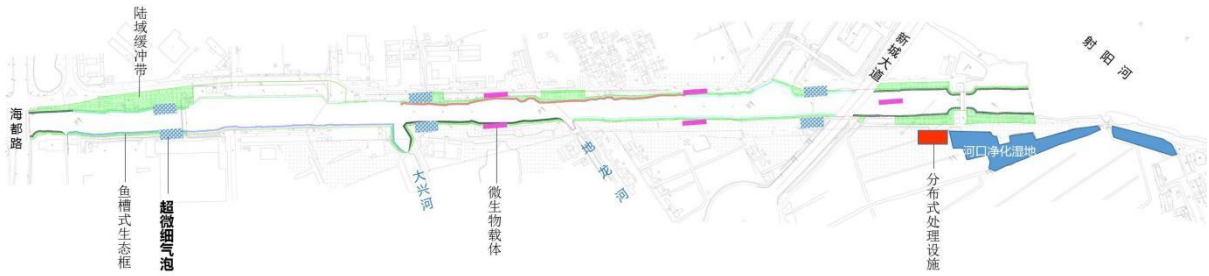 陆域缓冲带
新城大道
射阳河
海都路
河口净化湿地
地龙河
大兴河
鱼槽式生态框
超微细气泡
微生物载体
分布式处理设施